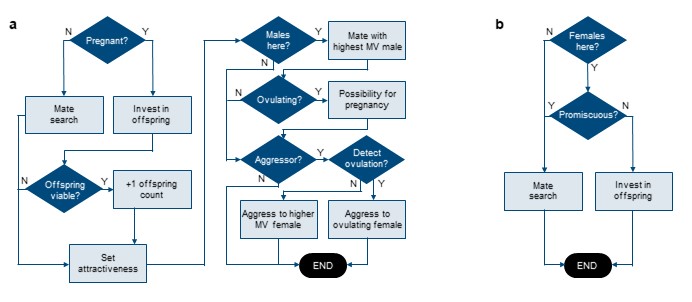 a
N
Pregnant?
Y
Mate
search
Invest in
offspring
N
Offspring
viable?
Y
+1 offspring
count
Set
attractiveness
Males
here?
Y
Mate with
highest MV male
N
N
Ovulating?
Y
Possibility for
pregnancy
Aggressor?
Y
Detect
ovulation?
N
N
Y
Aggress to higher
MV female
Aggress to
ovulating female
END
b
N
Females
here?
Y
Y
Promiscuous?
N
Mate
search
Invest in
offspring
END